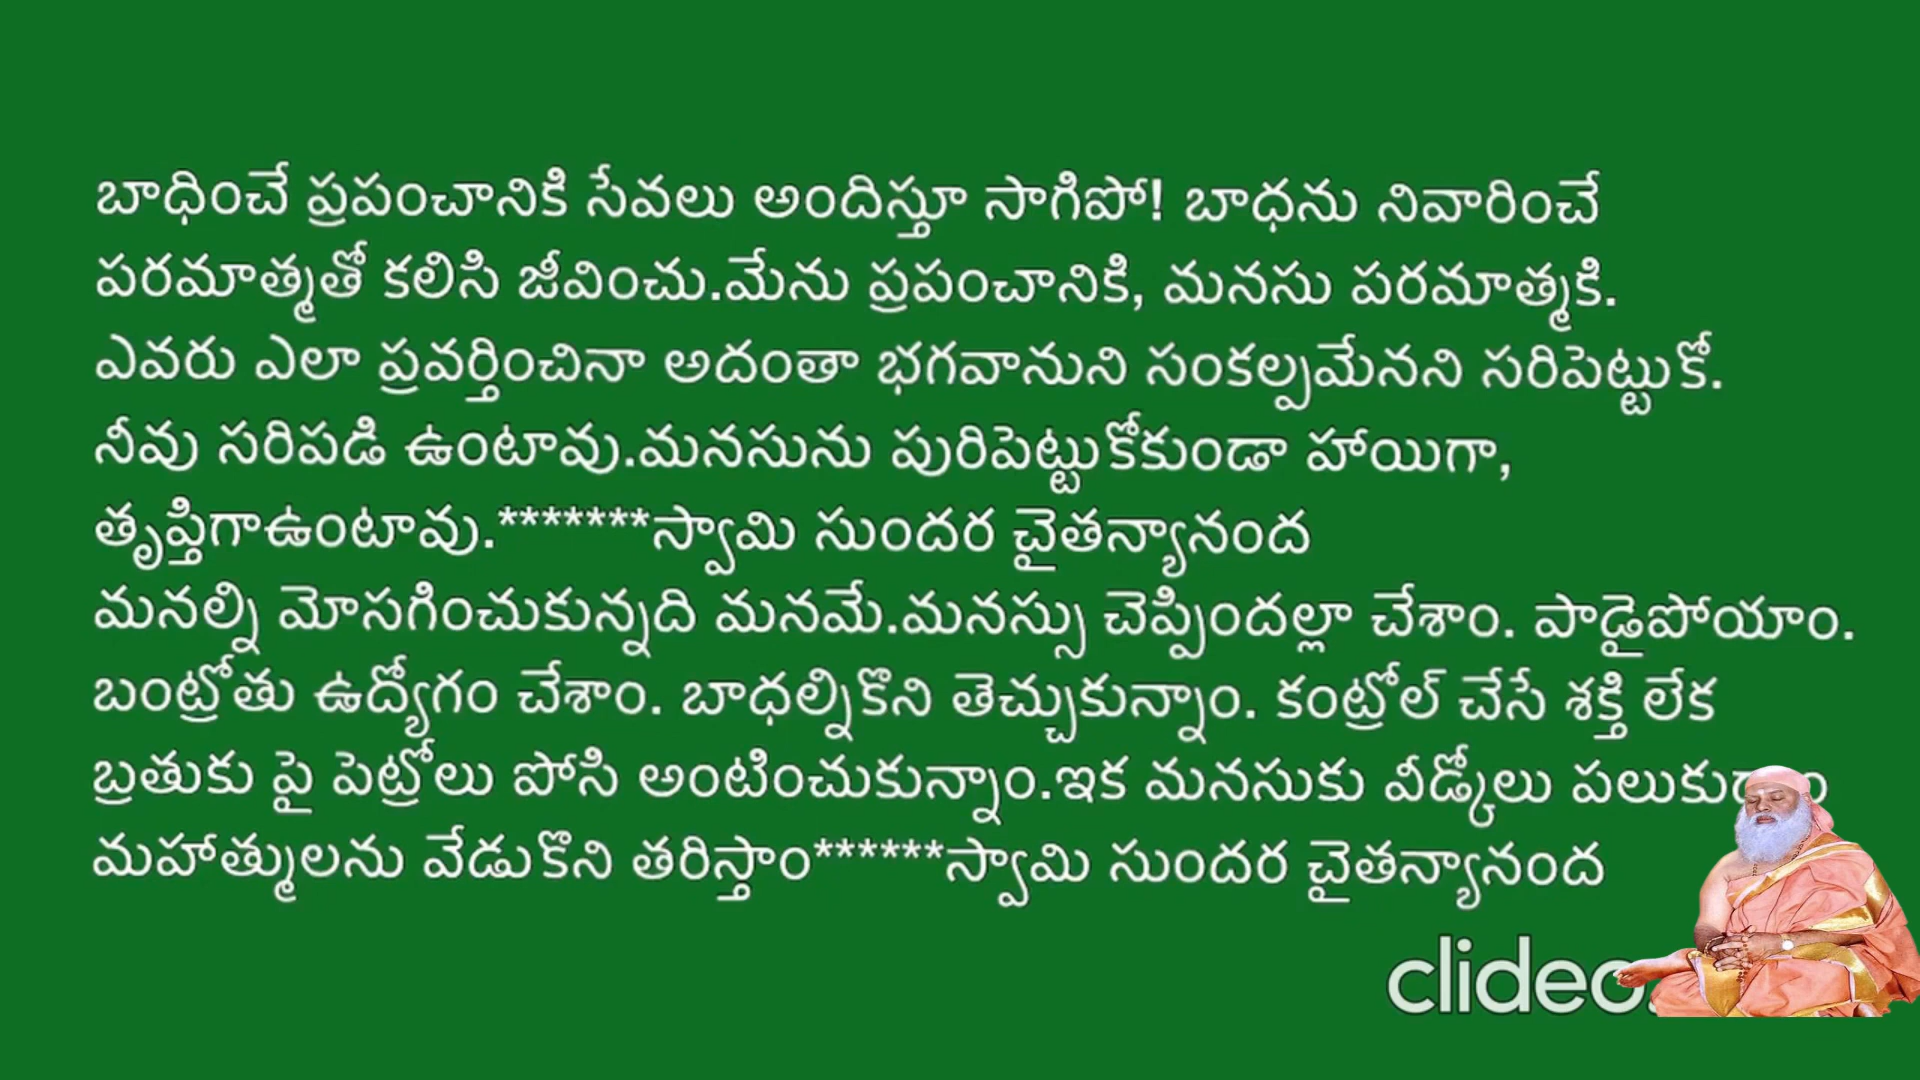 బాధించే ప్రపంచానికి సేవలు అందిస్తూ సాగిపో! బాధను నివారించే
పరమాత్మతో కలిసి జీవించు.మేను ప్రపంచానికి, మనసు పరమాత్మకి.
ఎవరు ఎలా ప్రవర్తించినా అదంతా భగవానుని సంకల్పమేనని సరిపెట్టుకో.
నీవు సరిపడి ఉంటావు.మనసును పురిపెట్టుకోకుండా హాయిగా,
తృప్తిగాఉంటావు.*******స్వామి సుందర చైతన్యానంద
మనల్ని మోసగించుకున్నది మనమే.మనస్సు చెప్పిందల్లా చేశాం. పాడైపోయాం.
బంట్రోతు ఉద్యోగం చేశాం. బాధల్నికొని తెచ్చుకున్నాం. కంట్రోల్ చేసే శక్తి లేక
బ్రతుకు పై పెట్రోలు పోసి అంటించుకున్నాం.ఇక మనసుకు వీడ్కోలు
మహాత్ములను వేడుకొని తరిస్తాం******స్వామి సుందర చైతన్యానంద
clideo